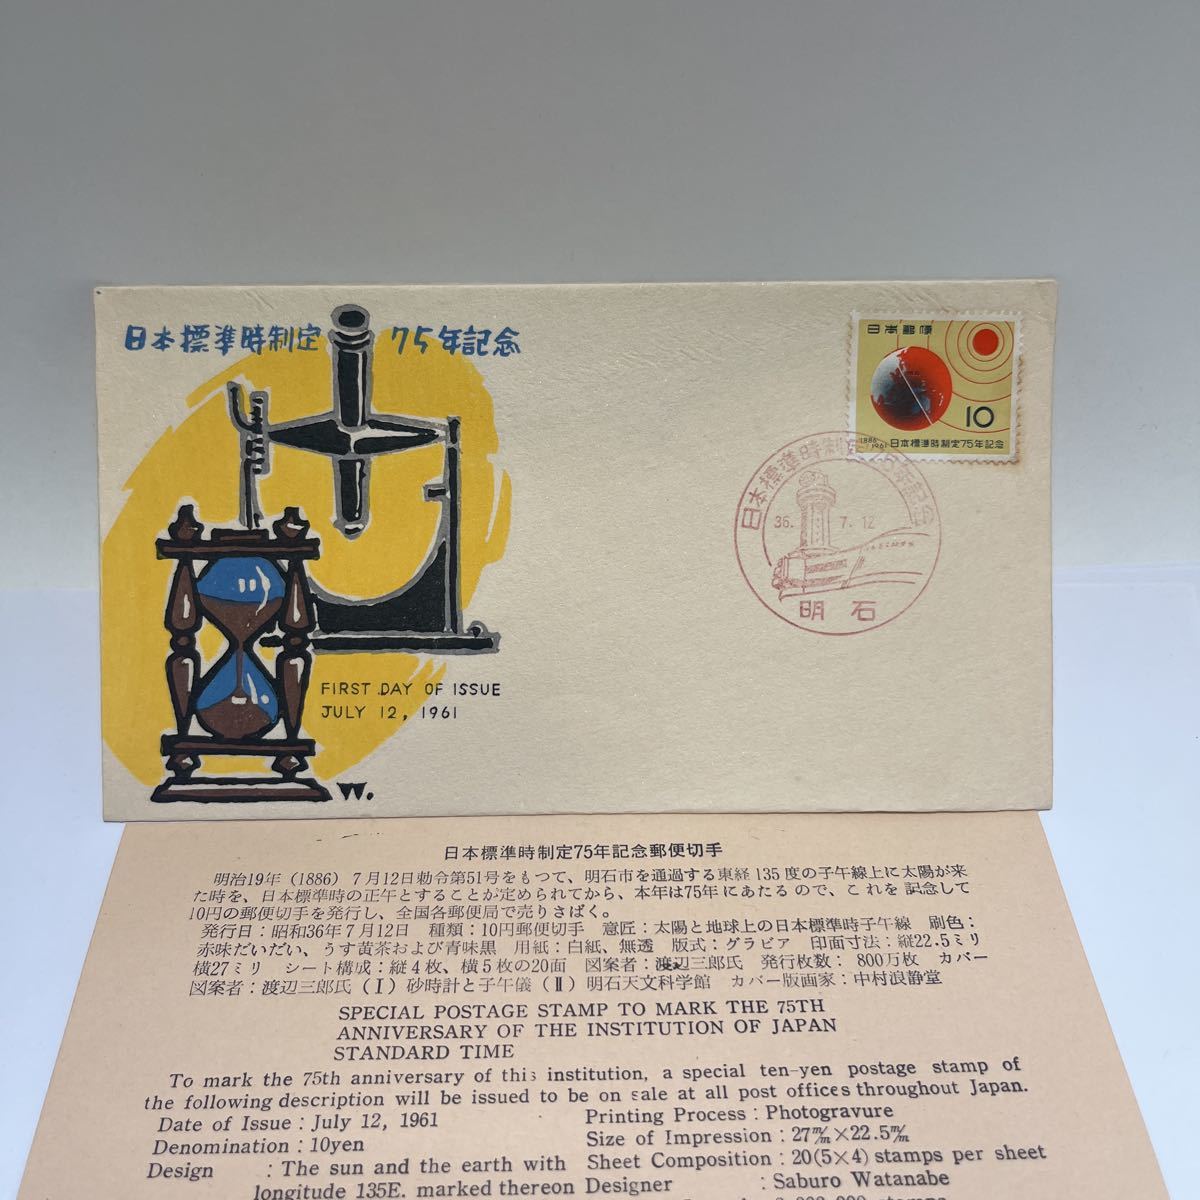 日本標準時制定 75年記念
日本郵便
10
1886
1961
日本標準時制定75年記念
日本標準時制定75年記念
36. 7.12
明石
FIRST DAY OF ISSUE
JULY 12, 1961
W.
日本標準時制定75年記念郵便切手
明治19年(1886)7月12日勅令第51号をもつて、明石市を通過する東経135度の子午線上に太陽が来
た時を、日本標準時の正午とすることが定められてから、本年は75年にあたるので、これを記念して
10円の郵便切手を発行し、全国各郵便局で売りさばく。
発行日:昭和36年7月12日 種類:10円郵便切手 意匠:太陽と地球上の日本標準時子午線 刷色:
赤味だいだい、うす黄茶および青味黒 用紙:白紙、無透 版式:グラビア 印面寸法:縦22.5ミリ
横27ミリ シート構成:縦4枚、横5枚の20面 図案者:渡辺三郎氏 発行枚数:800万枚 カバー
図案者:渡辺三郎氏(Ⅰ)砂時計と子午儀(Ⅱ)明石天文科学館 カバー版画家:中村浪静堂
SPECIAL POSTAGE STAMP TO MARK THE 75TH
ANNIVERSARY OF THE INSTITUTION OF JAPAN
STANDARD TIME
To mark the 75th anniversary of this institution, a special ten-yen postage stamp of
the following description will be issued to be on sale at all post offices throughout Japan.
Date of Issue : July 12, 1961
Denomination : 10yen
Design : The sun and the earth with
longitude 135E. marked thereon
Printing Process : Photogravure
Size of Impression : 27m/m×22.5m/m
Sheet Composition : 20(5×4) stamps per sheet
Designer : Saburo Watanabe